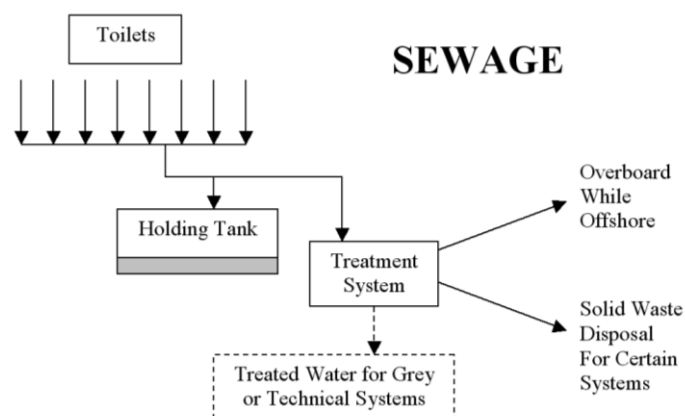 Toilets
SEWAGE
Overboard
While
Offshore
Holding Tank
Treatment
System
Solid Waste
Disposal
For Certain
Systems
Treated Water for Grey
or Technical Systems